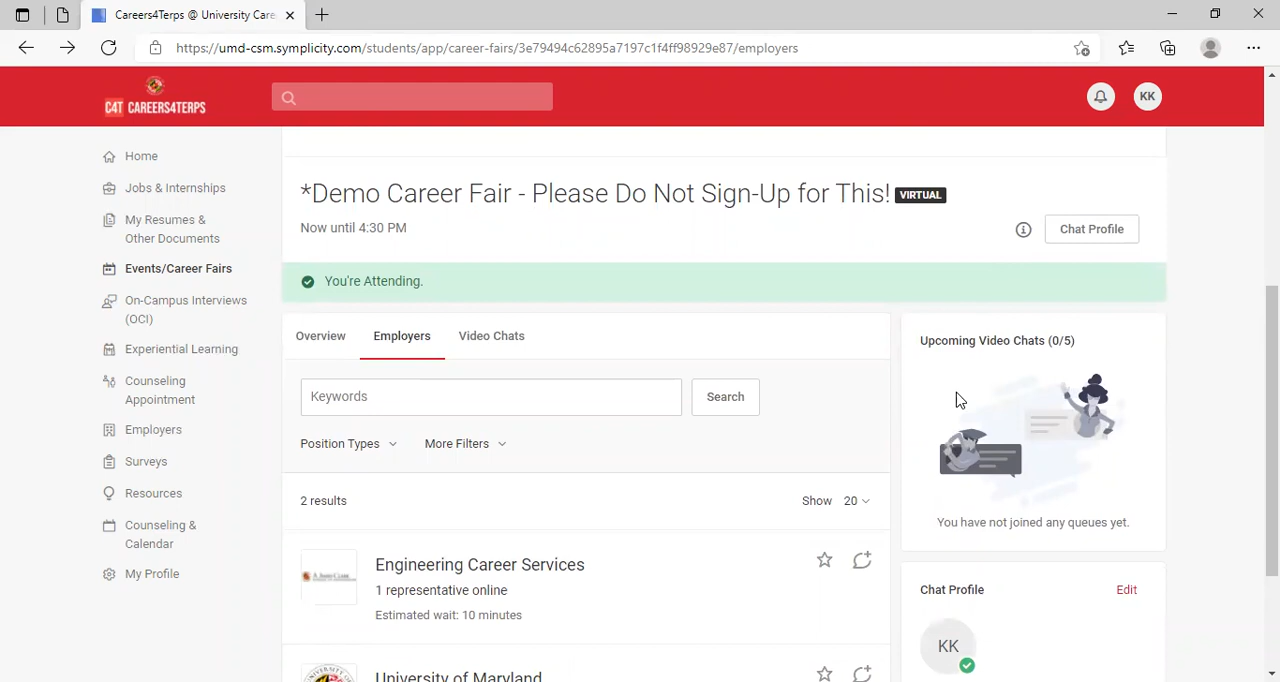 Careers4Terps @ University Care
https://umd-csm.symplicity.com/students/app/career-fairs/3e79494c62895a7197c1f4ff98929e87/employers
C4T CAREERS4TERPS
KK
Home
Jobs & Internships
My Resumes &
Other Documents
Events/Career Fairs
On-Campus Interviews
(OCI)
Experiential Learning
Counseling
Appointment
Employers
Surveys
Resources
Counseling &
Calendar
My Profile
*Demo Career Fair - Please Do Not Sign-Up for This! VIRTUAL
Now until 4:30 PM
Chat Profile
You're Attending.
Overview Employers Video Chats
Keywords Search
Position Types More Filters
2 results Show 20
Engineering Career Services
1 representative online
Estimated wait: 10 minutes
University of Maryland
Upcoming Video Chats (0/5)
You have not joined any queues yet.
Chat Profile Edit
KK